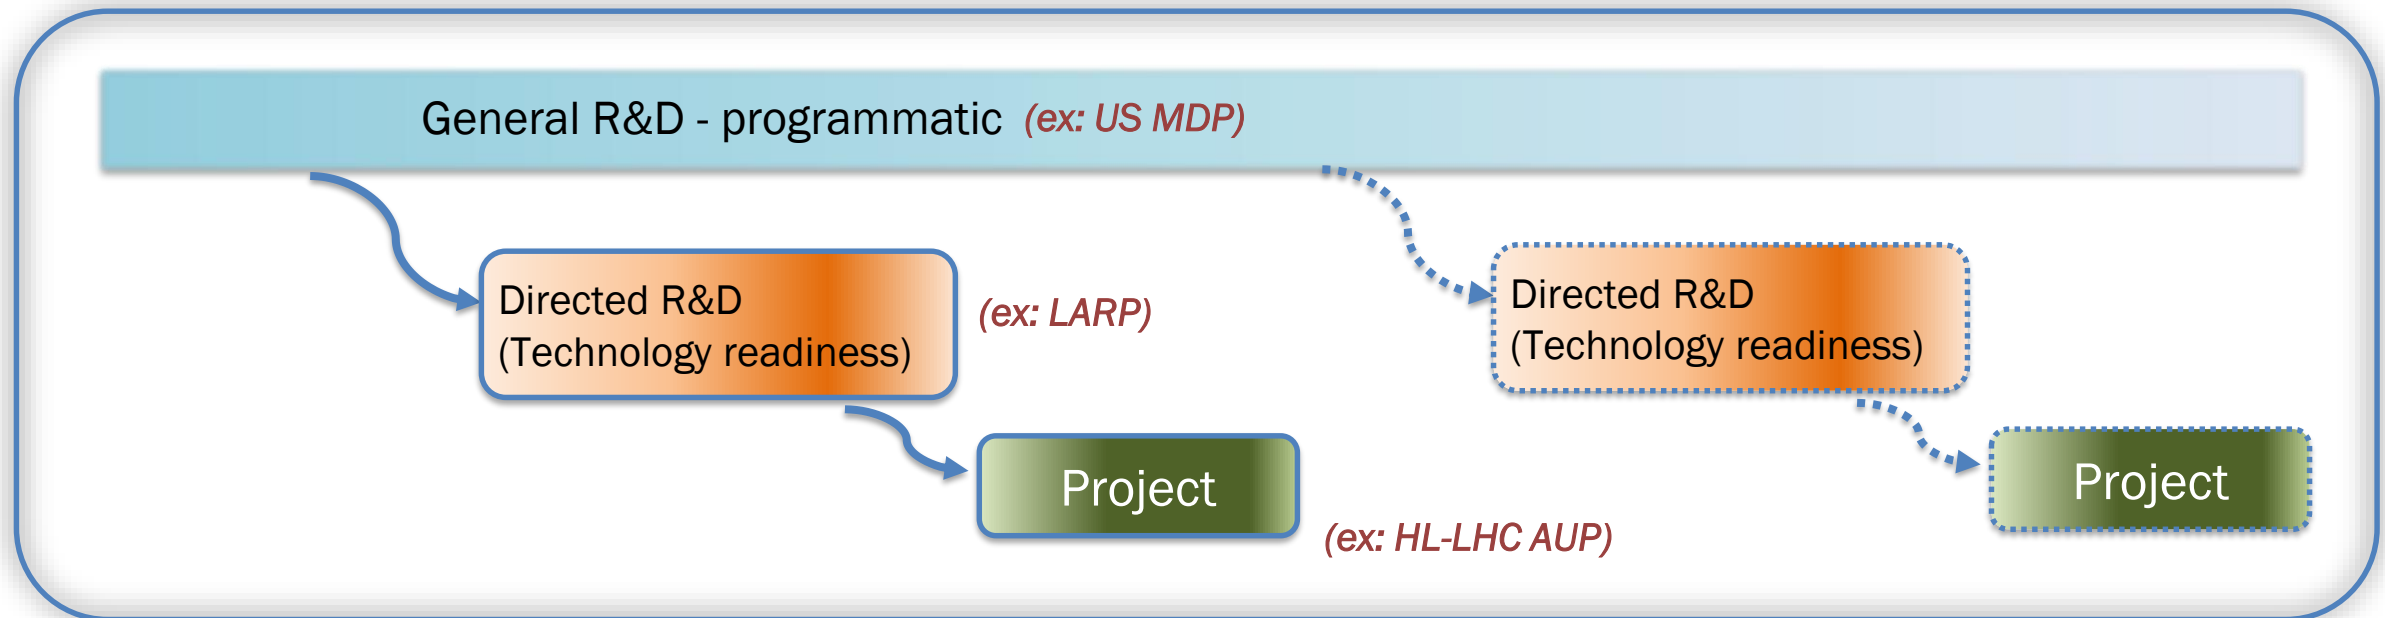 General R&D - programmatic (ex: US MDP)
Directed R&D
(Technology readiness)
(ex: LARP)
Project
(ex: HL-LHC AUP)
Directed R&D
(Technology readiness)
Project